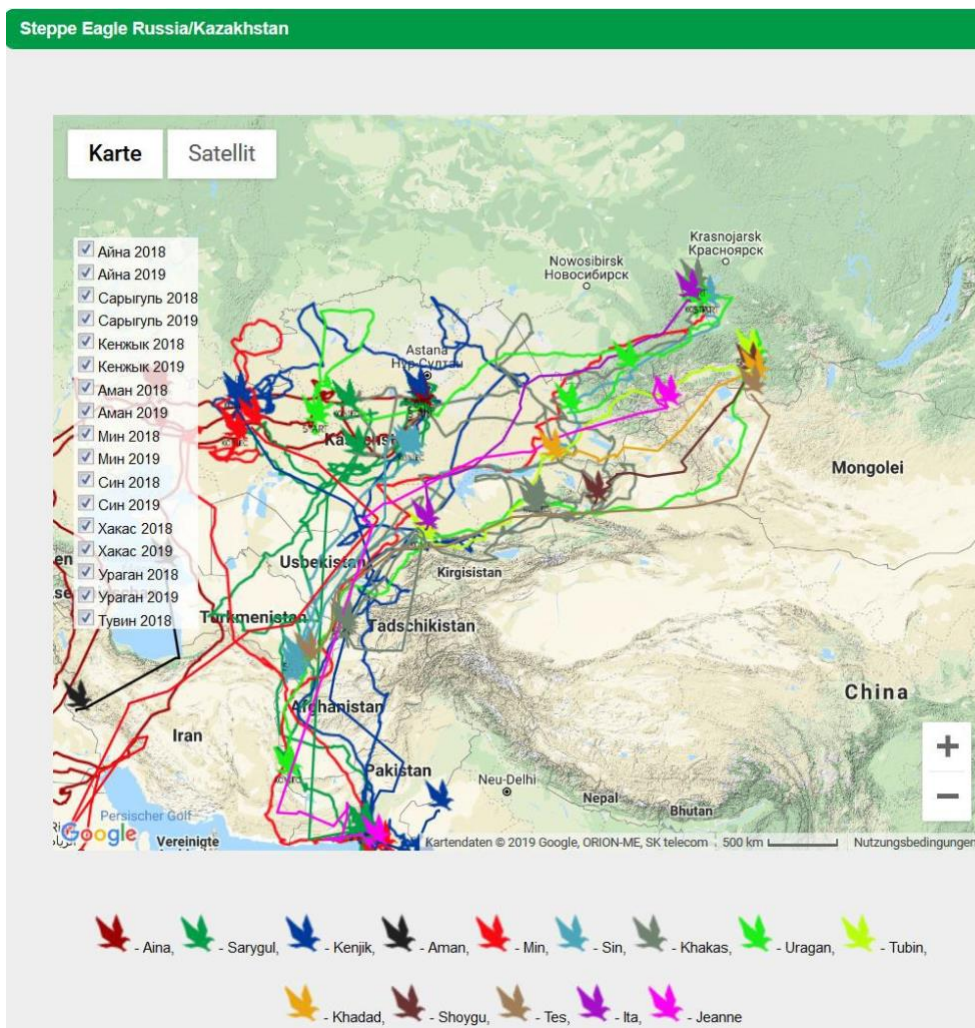 Steppe Eagle Russia/Kazakhstan
Karte
Satellit
Krasnojarsk
Красноярск
Nowosibirsk
Новосибирск
Айна 2018
Айна 2019
Сарыгуль 2018
Сарыгуль 2019
Кенжык 2018
Кенжык 2019
Аман 2018
Аман 2019
Мин 2018
Мин 2019
Син 2018
Син 2019
Хакас 2018
Хакас 2019
Ураган 2018
Ураган 2019
Тувин 2018
Astana
Mongolei
Usbekistan
Kirgisistan
Turkmenistan
Tadschikistan
China
Afghanistan
Iran
Pakistan
Neu-Delhi
Nepal
Bhutan
Persischer Golf
Google
Vereinigte
Kartendaten © 2019 Google, ORION-ME, SK telecom
500 km
Nutzungsbedingungen
- Aina, - Sarygul, - Kenjik, - Aman, - Min, - Sin, - Khakas, - Uragan, - Tubin,
- Khadad, - Shoygu, - Tes, - Ita, - Jeanne